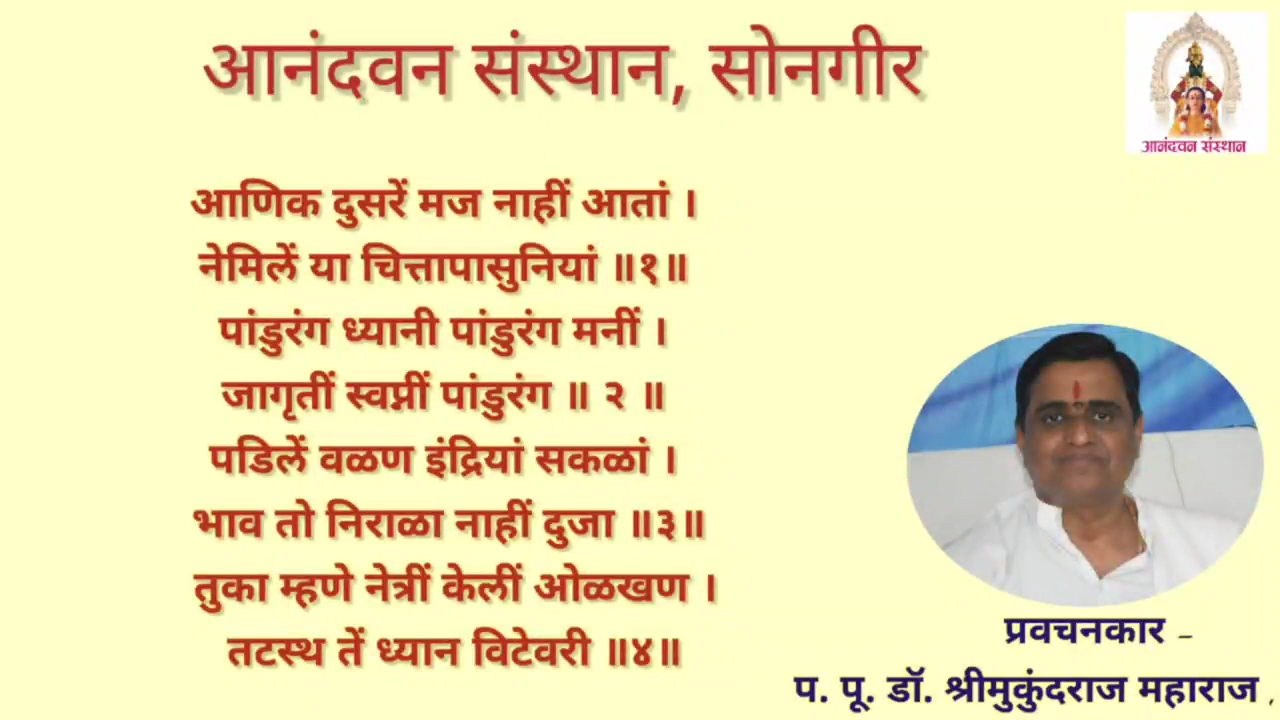 आनंदवन संस्थान, सोनगीर
आनंदवन संस्थान
आणिक दुसरें मज नाहीं आतां ।
नेमिलें या चित्तापासुनियां ॥१॥
पांडुरंग ध्यानी पांडुरंग मनीं ।
जागृतीं स्वप्नीं पांडुरंग ॥ २ ॥
पडिलें वळण इंद्रियां सकळां ।
भाव तो निराळा नाहीं दुजा ॥३॥
तुका म्हणे नेत्रीं केलीं ओळखण ।
तटस्थ तें ध्यान विटेवरी ॥४॥
प्रवचनकार –
प. पू. डॉ. श्रीमुकुंदराज महाराज ,